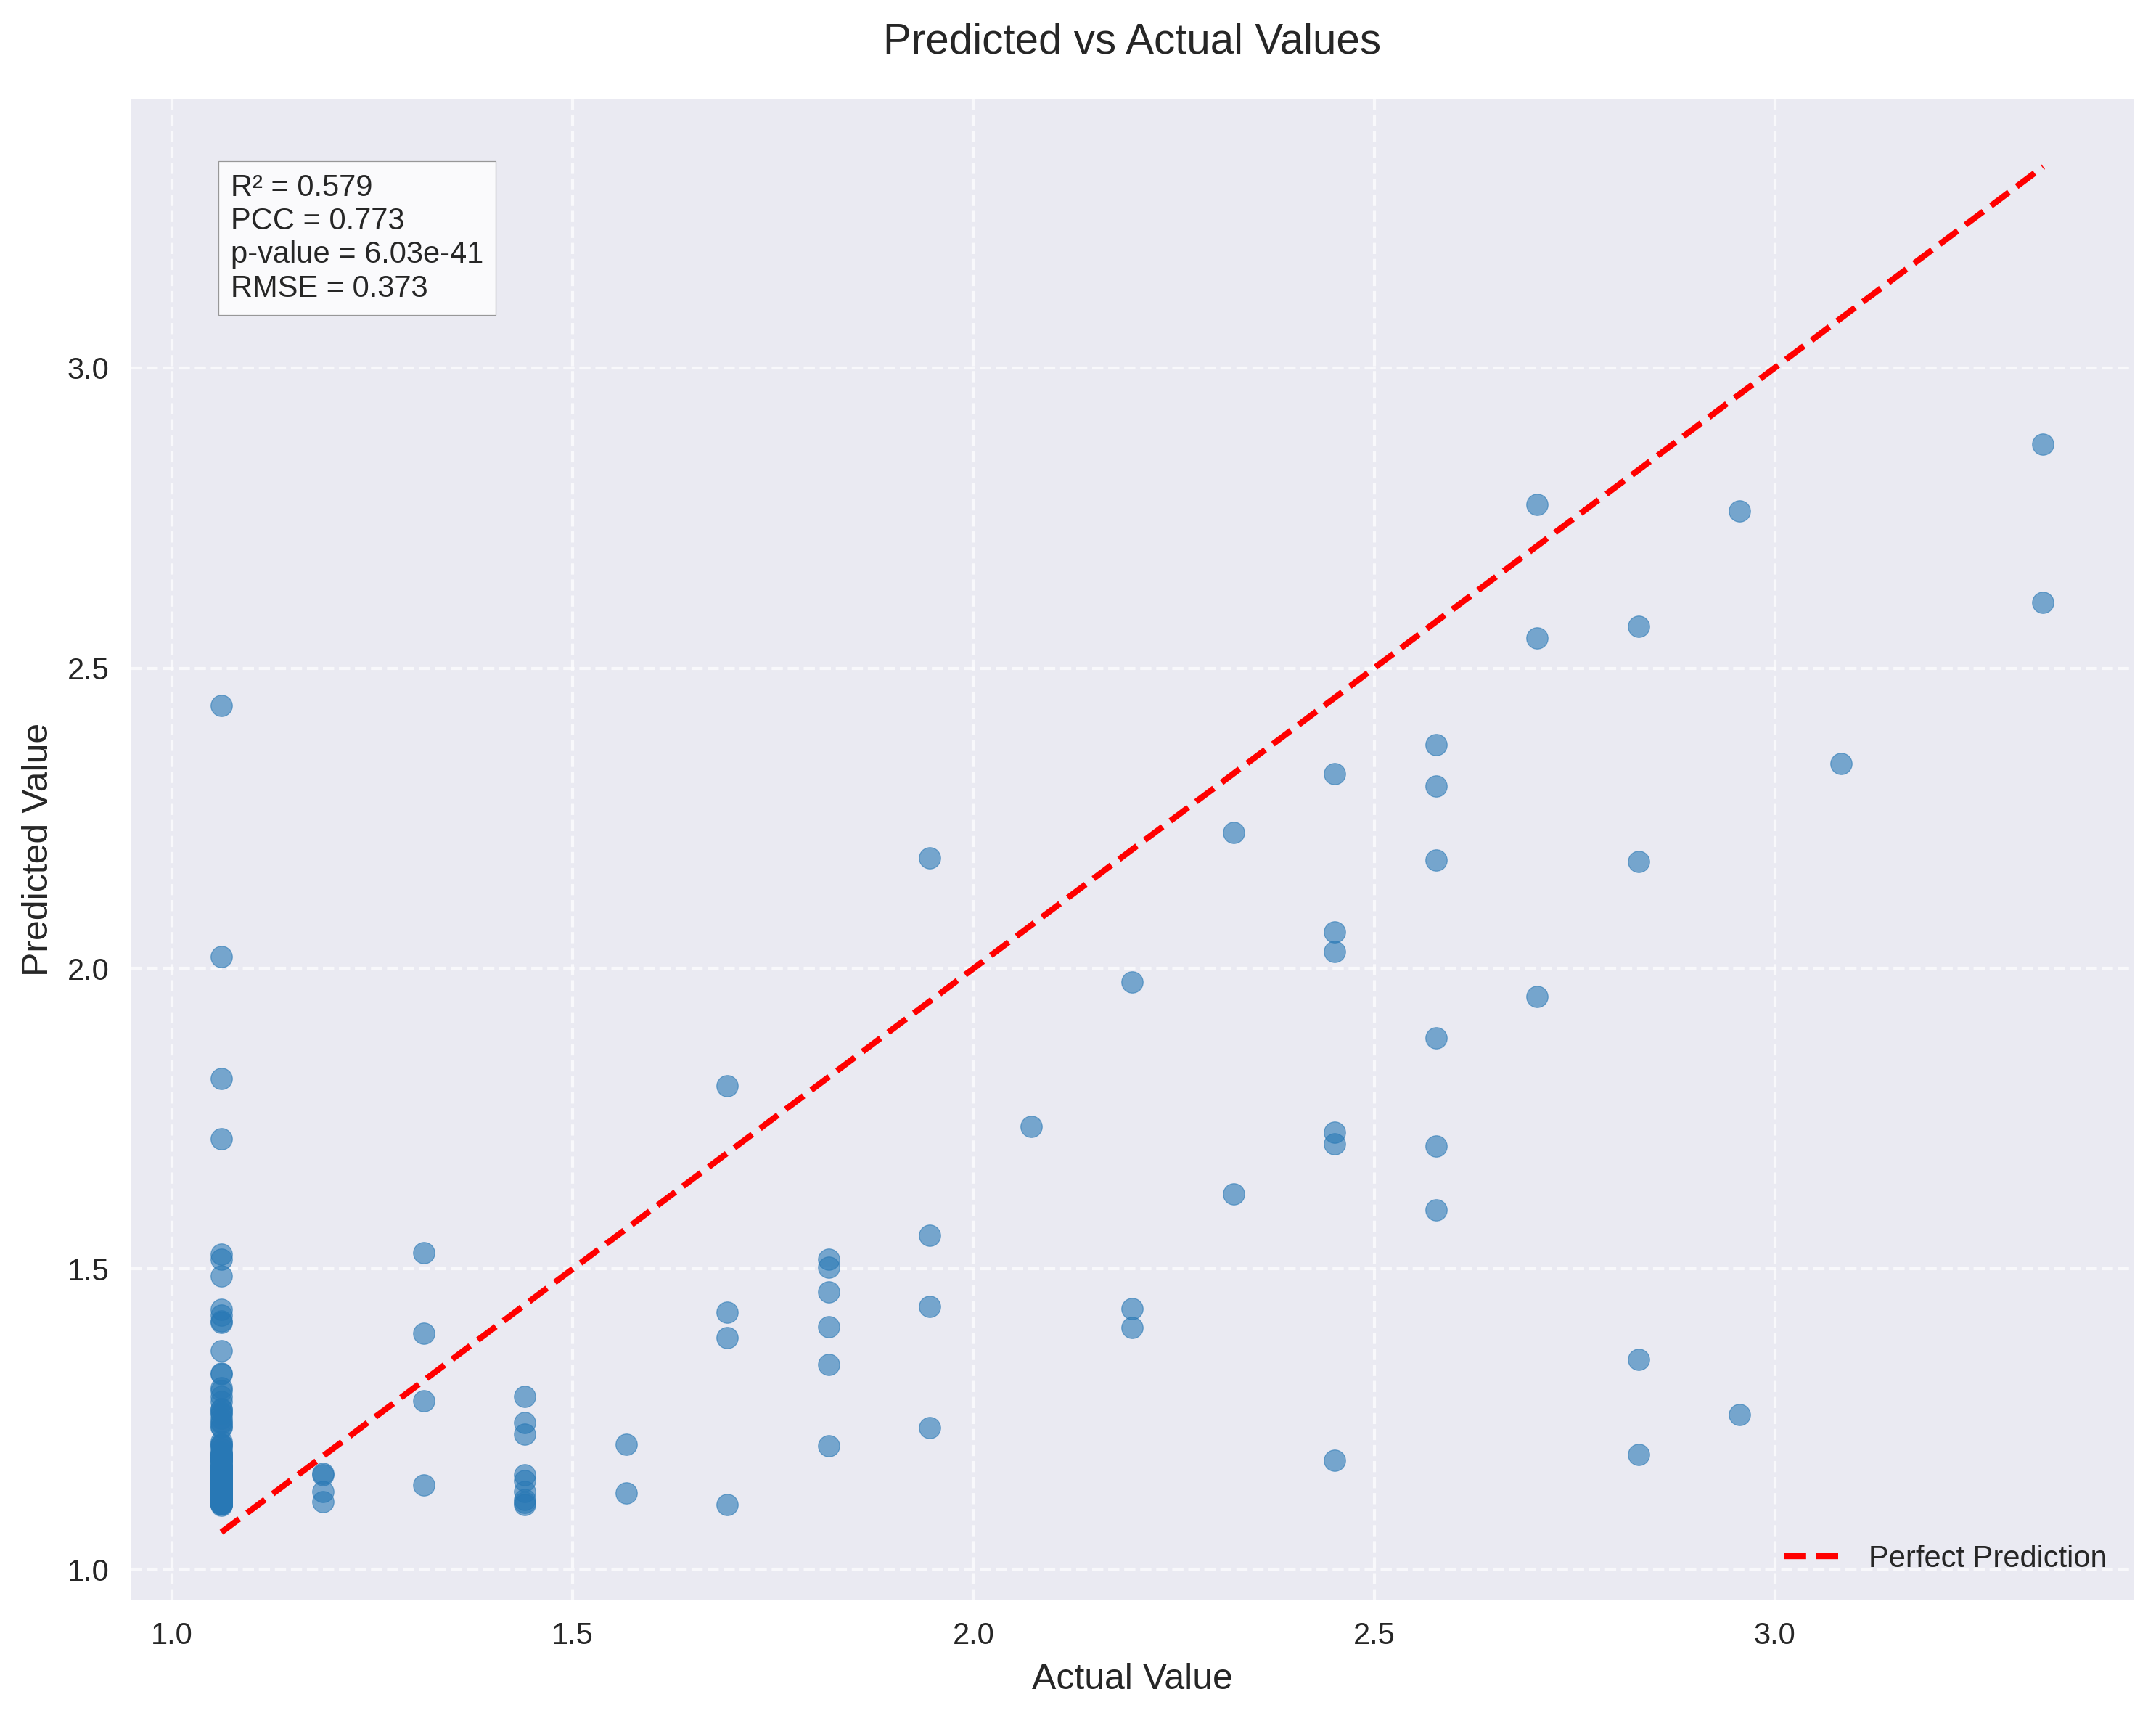 Predicted vs Actual Values
R² = 0.579
PCC = 0.773
p-value = 6.03e-41
RMSE = 0.373
3.0
2.5
2.0
1.5
1.0
Predicted Value
Perfect Prediction
1.0 1.5 2.0 2.5 3.0
Actual Value